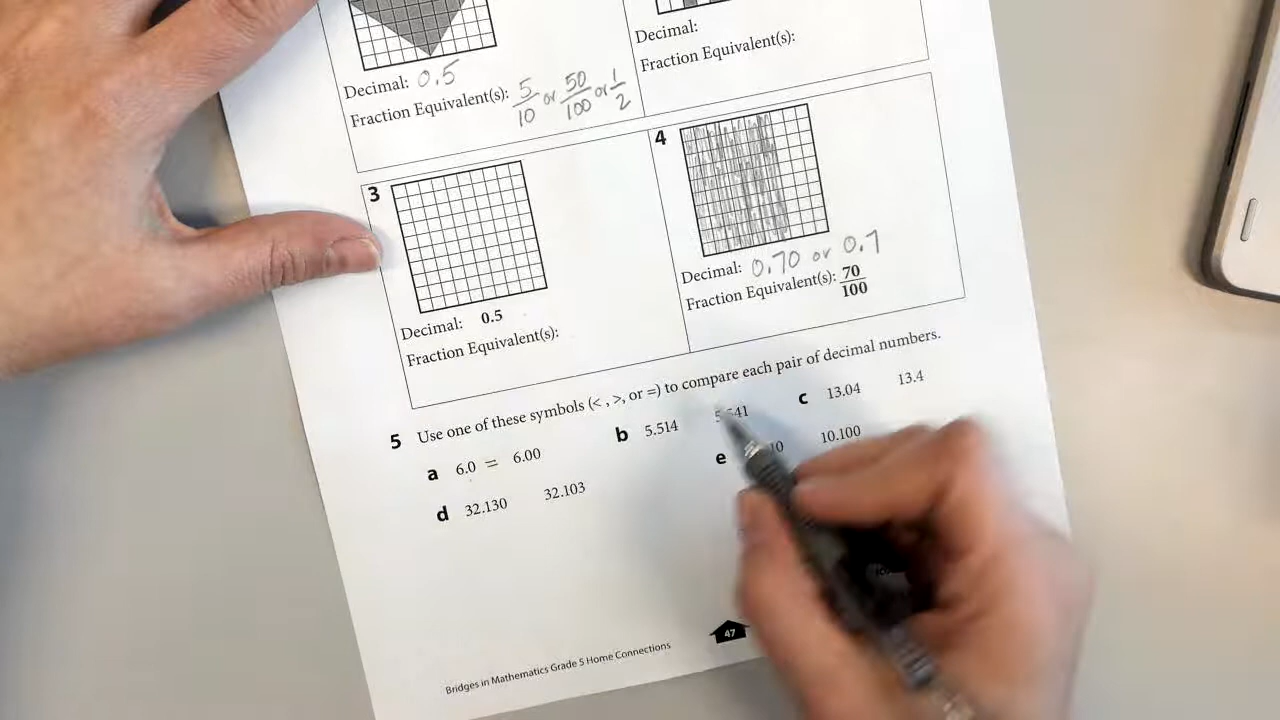 Decimal: 0.5
Fraction Equivalent(s): 5/10 or 50/100 or 1/2
Decimal:
Fraction Equivalent(s):
3
Decimal: 0.5
Fraction Equivalent(s):
4
Decimal: 0.70 or 0.7
Fraction Equivalent(s): 70/100
5 Use one of these symbols (< , >, or =) to compare each pair of decimal numbers.
a 6.0 = 6.00
b 5.514
c 13.04 13.4
d 32.130 32.103
e 10.100
47
Bridges in Mathematics Grade 5 Home Connections